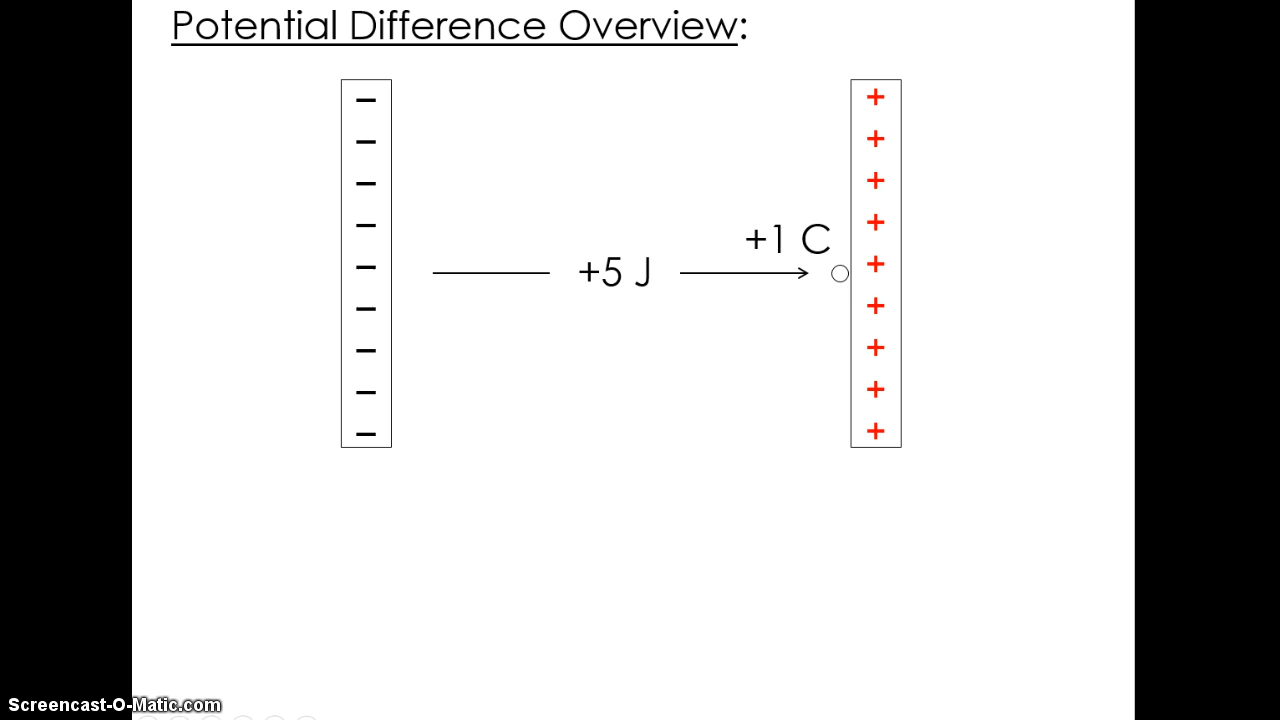 Potential Difference Overview:
− +
− +
− +
− +
+1 C
− +5 J +
− +
− +
− +
− +
Screencast-O-Matic.com